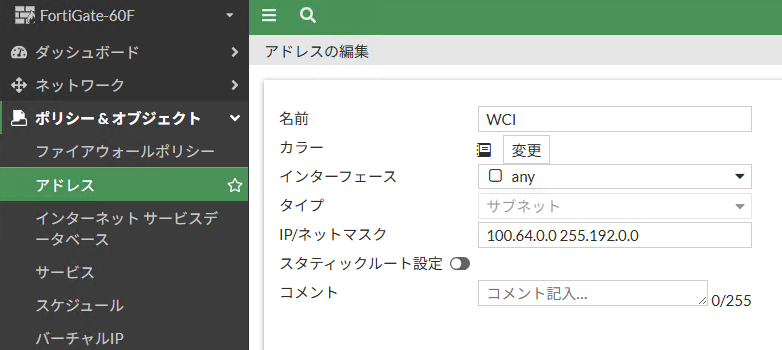 FortiGate-60F
ダッシュボード
ネットワーク
ポリシー & オブジェクト
ファイアウォールポリシー
アドレス
インターネット サービスデ
ータベース
サービス
スケジュール
バーチャルIP
アドレスの編集
名前 WCI
カラー 変更
インターフェース any
タイプ サブネット
IP/ネットマスク 100.64.0.0 255.192.0.0
スタティックルート設定
コメント コメント記入... 0/255